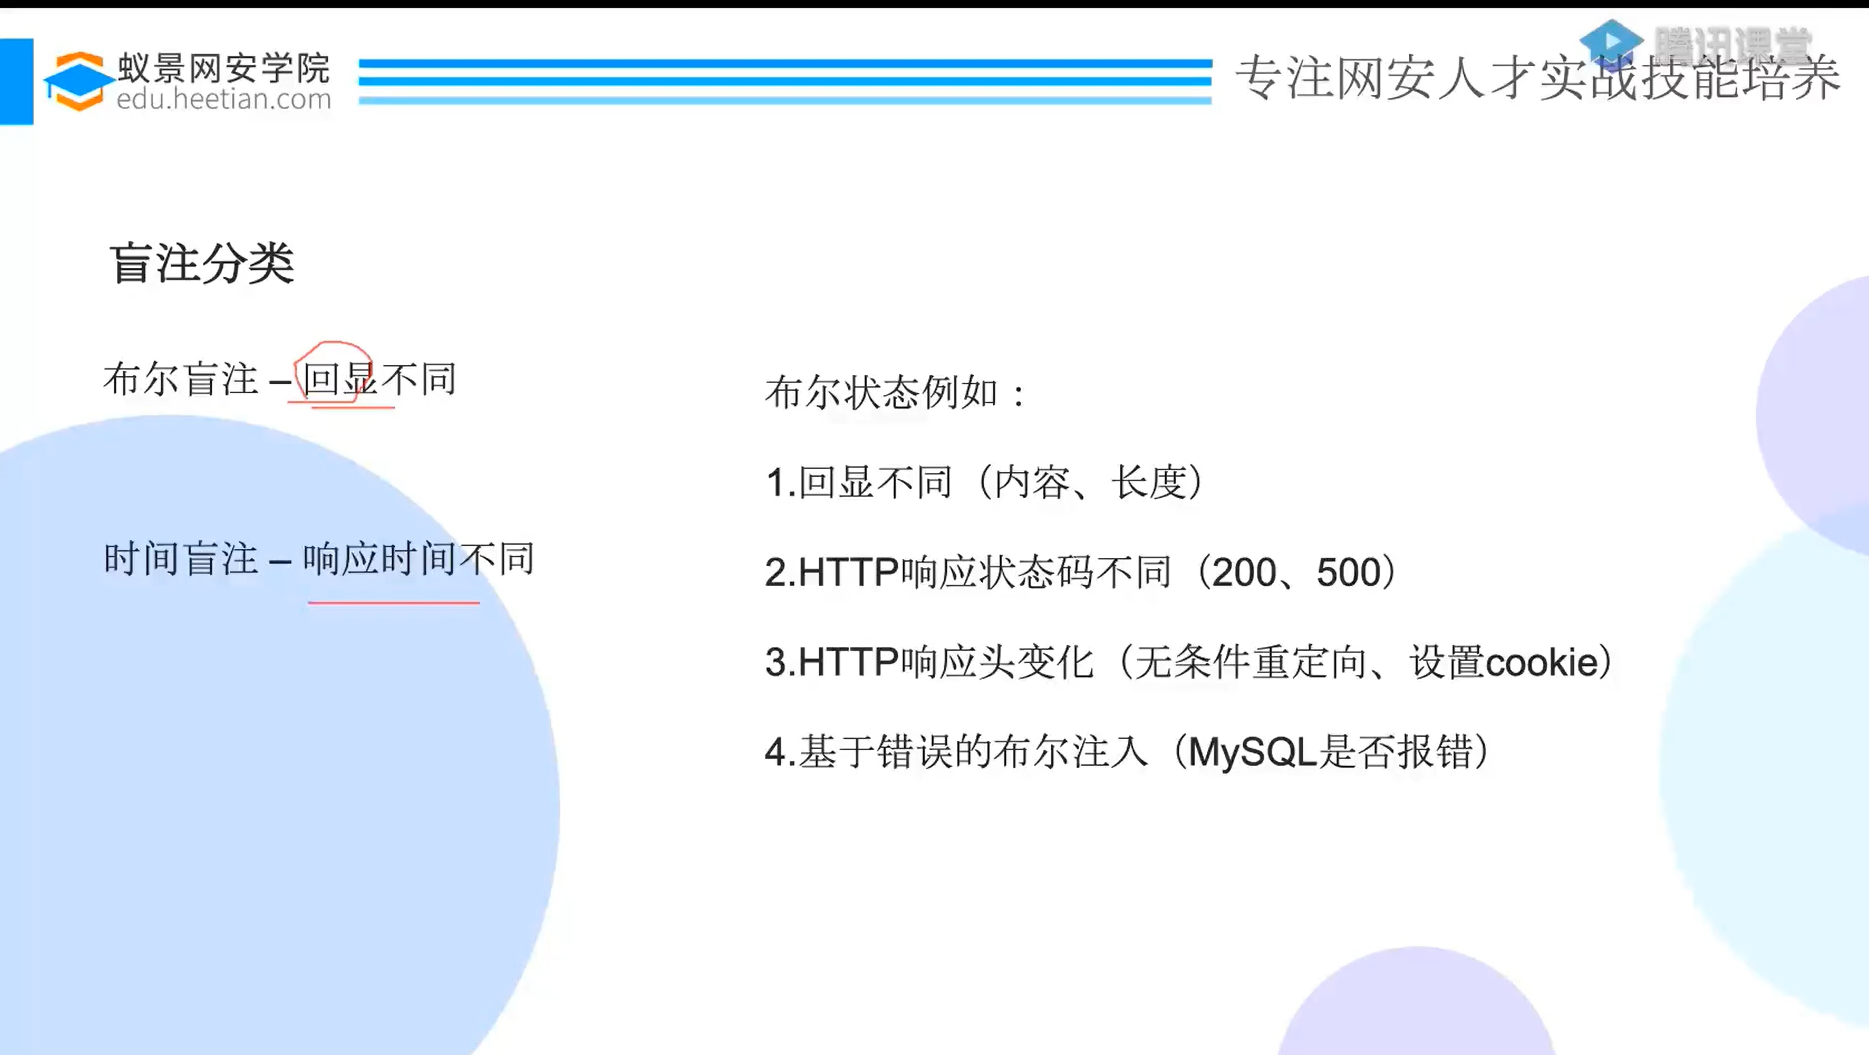 蚁景网安学院
edu.heetian.com
腾讯课堂
专注网安人才实战技能培养
盲注分类
布尔盲注 – 回显不同
时间盲注 – 响应时间不同
布尔状态例如：
1.回显不同（内容、长度）
2.HTTP响应状态码不同（200、500）
3.HTTP响应头变化（无条件重定向、设置cookie）
4.基于错误的布尔注入（MySQL是否报错）